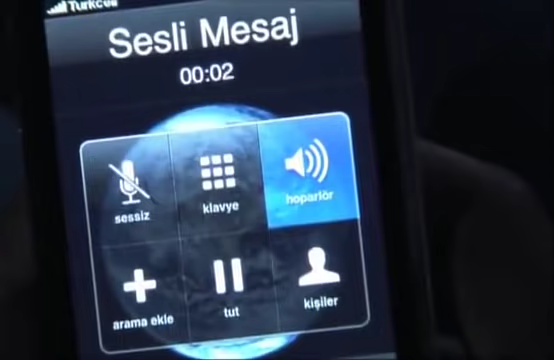 Turkcell
Sesli Mesaj
00:02
sessiz
klavye
hoparlör
arama ekle
tut
kişiler